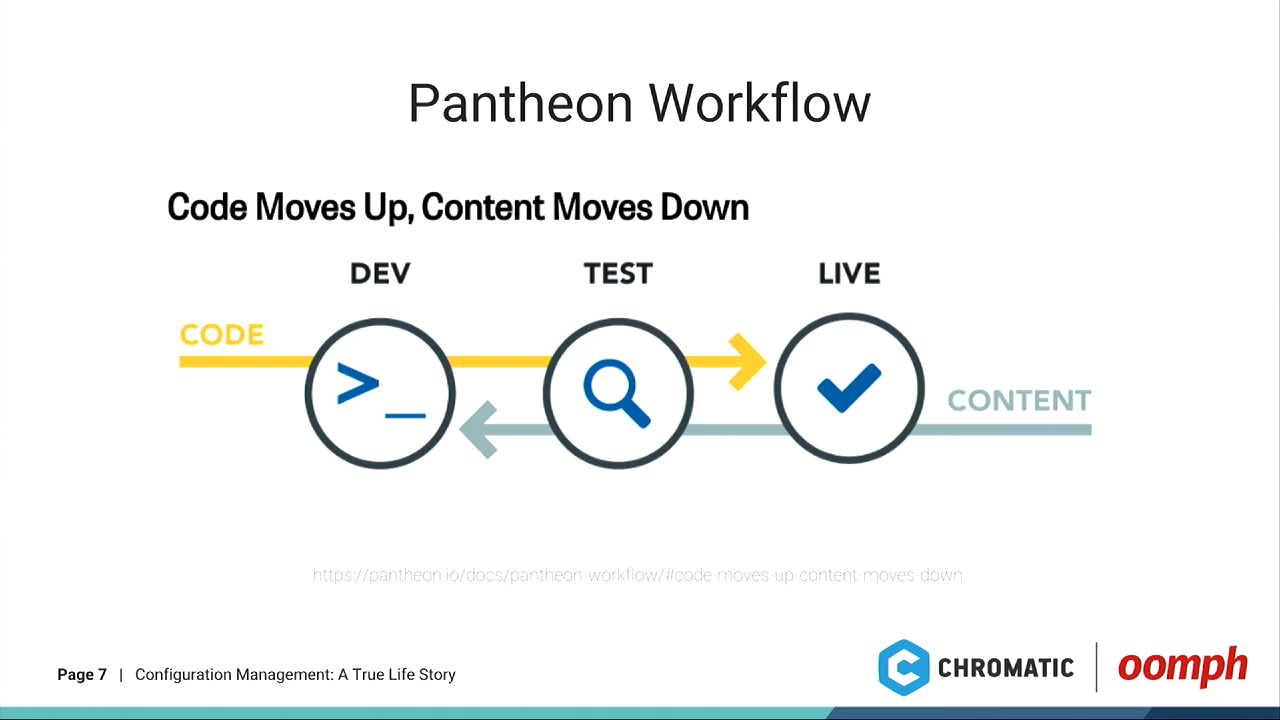 Pantheon Workflow
Code Moves Up, Content Moves Down
DEV TEST LIVE
CODE
>_
CONTENT
https://pantheon.io/docs/pantheon-workflow/#code-moves-up-content-moves-down
Page 7 | Configuration Management: A True Life Story
CHROMATIC | oomph